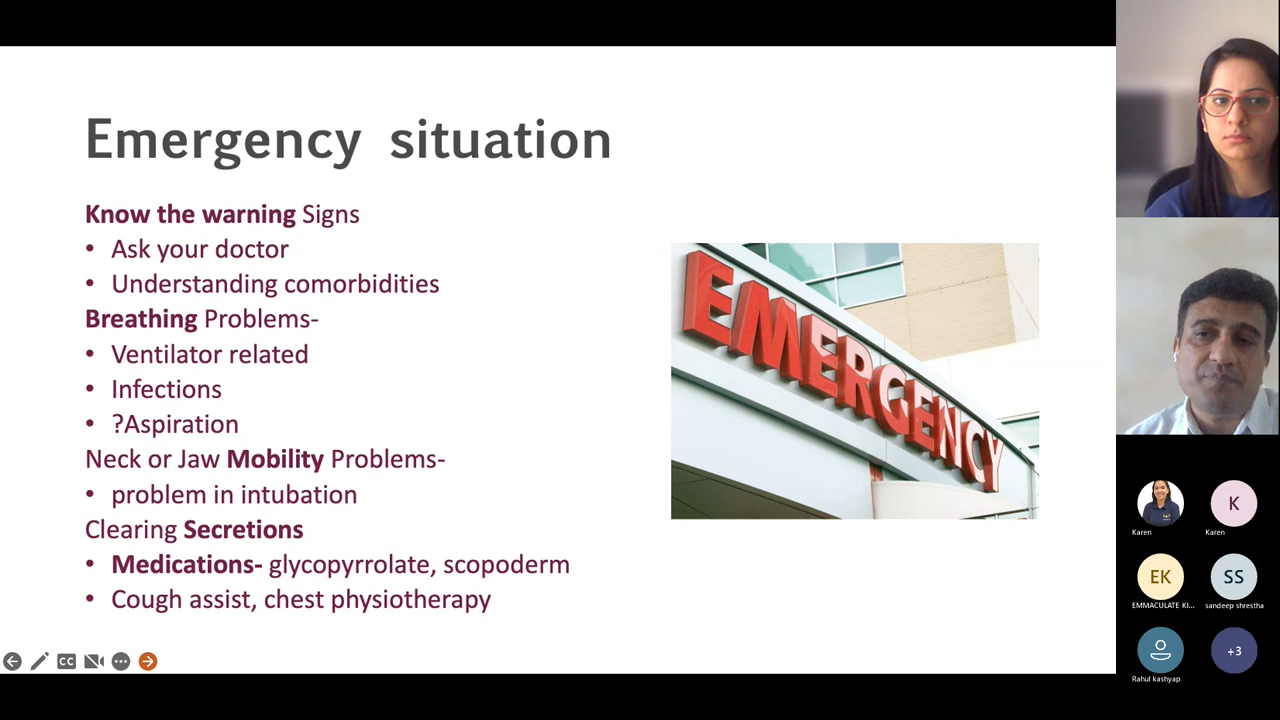 Emergency situation
Know the warning Signs
• Ask your doctor
• Understanding comorbidities
Breathing Problems-
• Ventilator related
• Infections
• ?Aspiration
Neck or Jaw Mobility Problems-
• problem in intubation
Clearing Secretions
• Medications- glycopyrrolate, scopoderm
• Cough assist, chest physiotherapy
EMERGENCY
CC
K
Karen
Karen
EK
SS
EMMACULATE KI...
sandeep shrestha
+3
Rahul kashyap